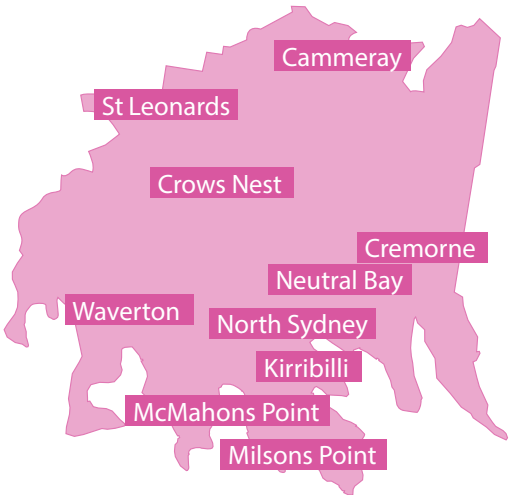 Cammeray
St Leonards
Crows Nest
Cremorne
Neutral Bay
Waverton
North Sydney
Kirribilli
McMahons Point
Milsons Point